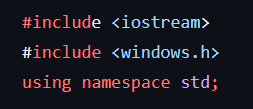 #include <iostream>
#include <windows.h>
using namespace std;